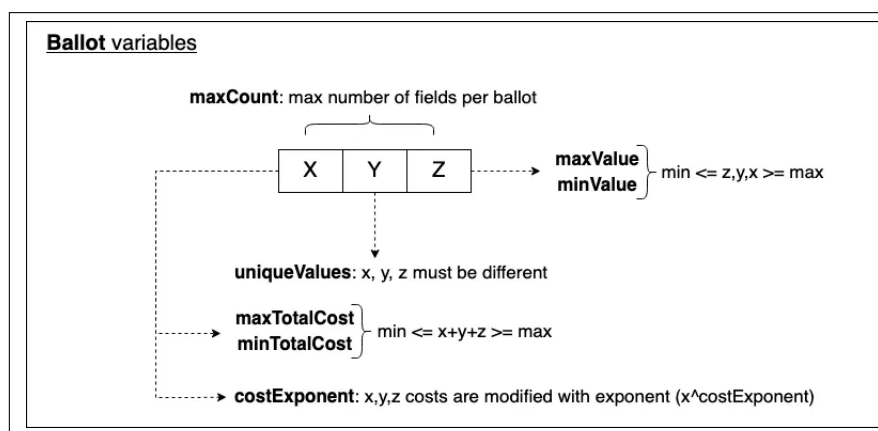 Ballot variables
maxCount: max number of fields per ballot
X Y Z
maxValue
minValue
min <= z,y,x >= max
uniqueValues: x, y, z must be different
maxTotalCost
minTotalCost
min <= x+y+z >= max
costExponent: x,y,z costs are modified with exponent (x^costExponent)